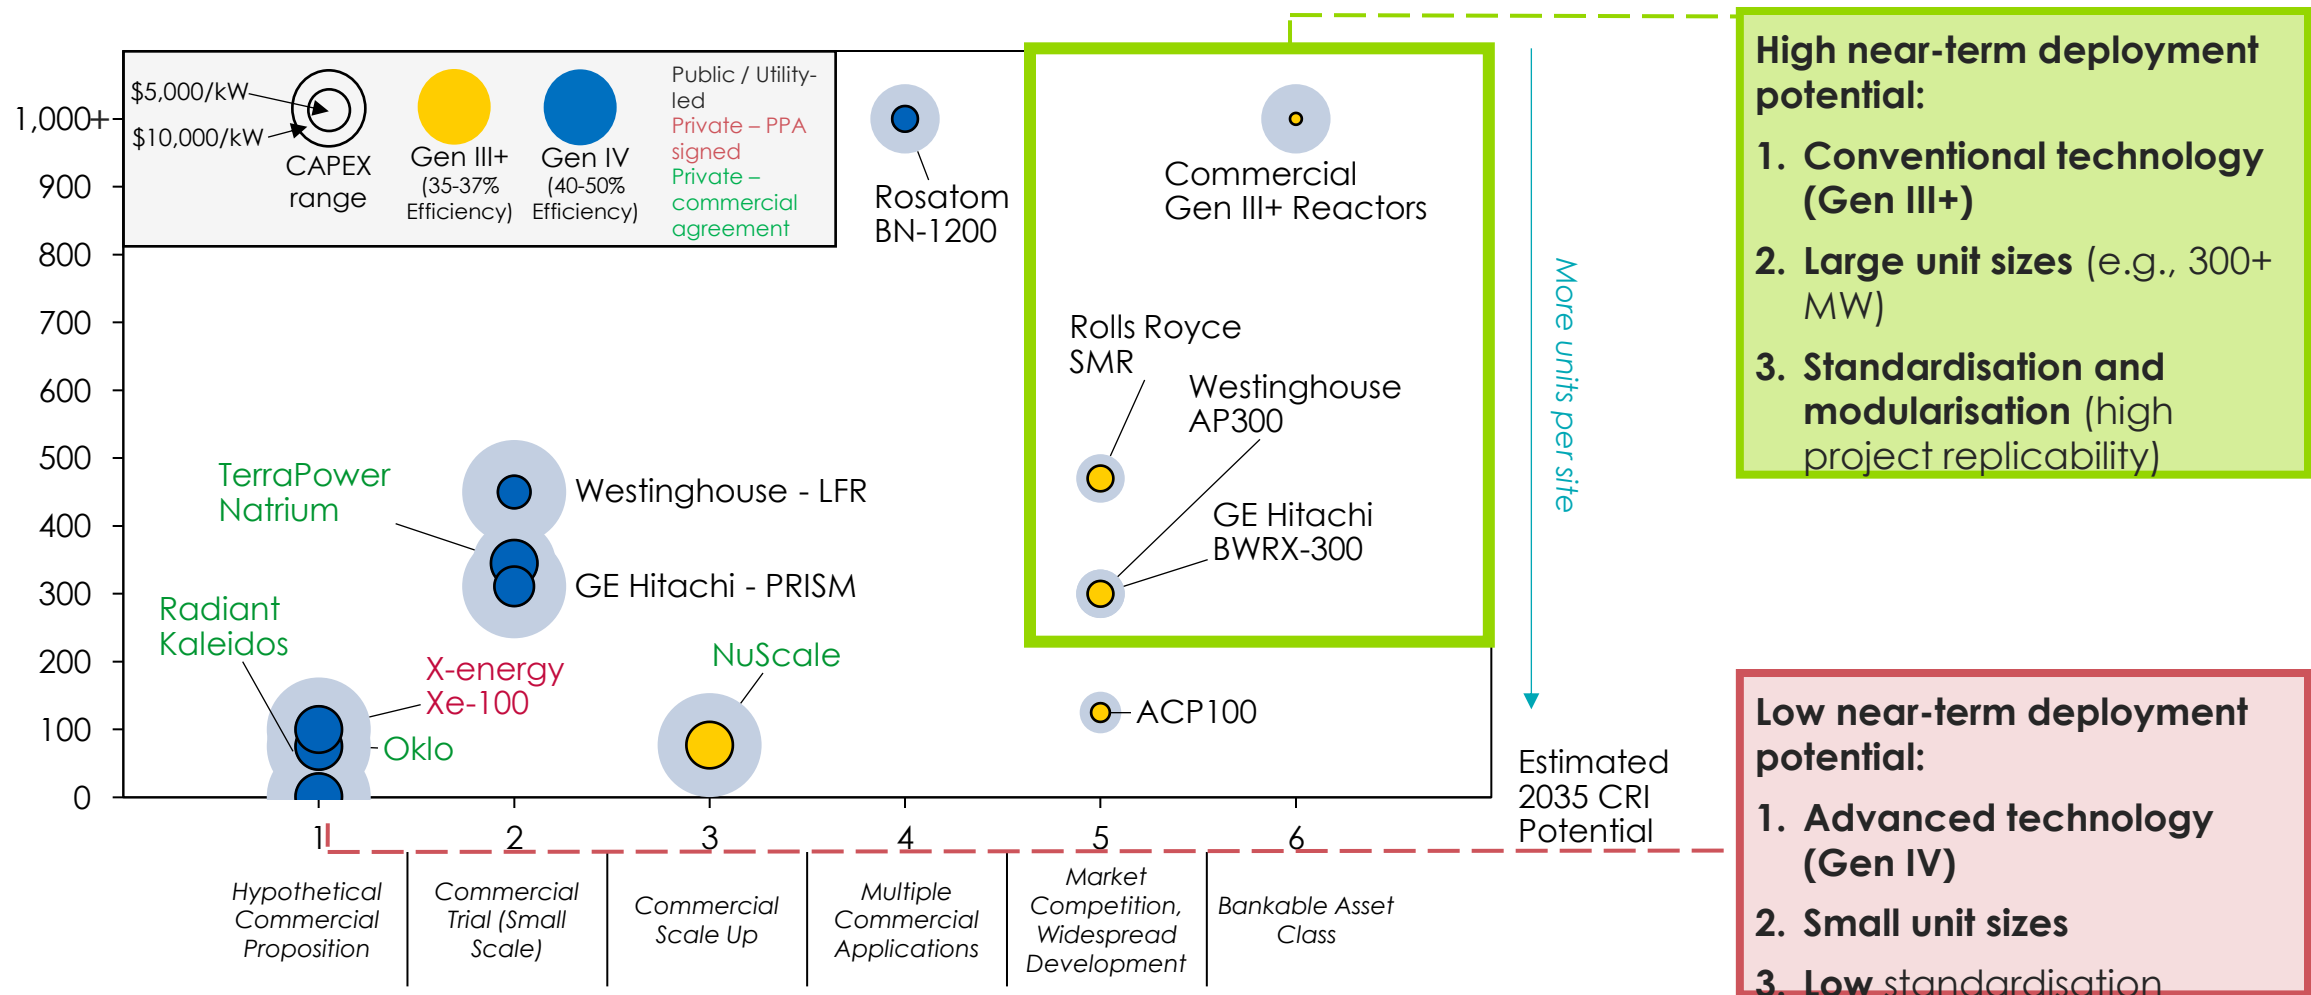 $5,000/kW
$10,000/kW
CAPEX
range
Gen III+
(35-37%
Efficiency)
Gen IV
(40-50%
Efficiency)
Public / Utility-
led
Private – PPA
signed
Private –
commercial
agreement
1,000+
900
800
700
600
500
400
300
200
100
0
Rosatom
BN-1200
Commercial
Gen III+ Reactors
Rolls Royce
SMR
Westinghouse
AP300
GE Hitachi
BWRX-300
TerraPower
Natrium
Westinghouse - LFR
GE Hitachi - PRISM
Radiant
Kaleidos
X-energy
Xe-100
Oklo
NuScale
ACP100
More units per site
Estimated
2035 CRI
Potential
1
2
3
4
5
6
Hypothetical
Commercial
Proposition
Commercial
Trial (Small
Scale)
Commercial
Scale Up
Multiple
Commercial
Applications
Market
Competition,
Widespread
Development
Bankable Asset
Class
High near-term deployment
potential:
1. Conventional technology
(Gen III+)
2. Large unit sizes (e.g., 300+
MW)
3. Standardisation and
modularisation (high
project replicability)
Low near-term deployment
potential:
1. Advanced technology
(Gen IV)
2. Small unit sizes
3. Low standardisation